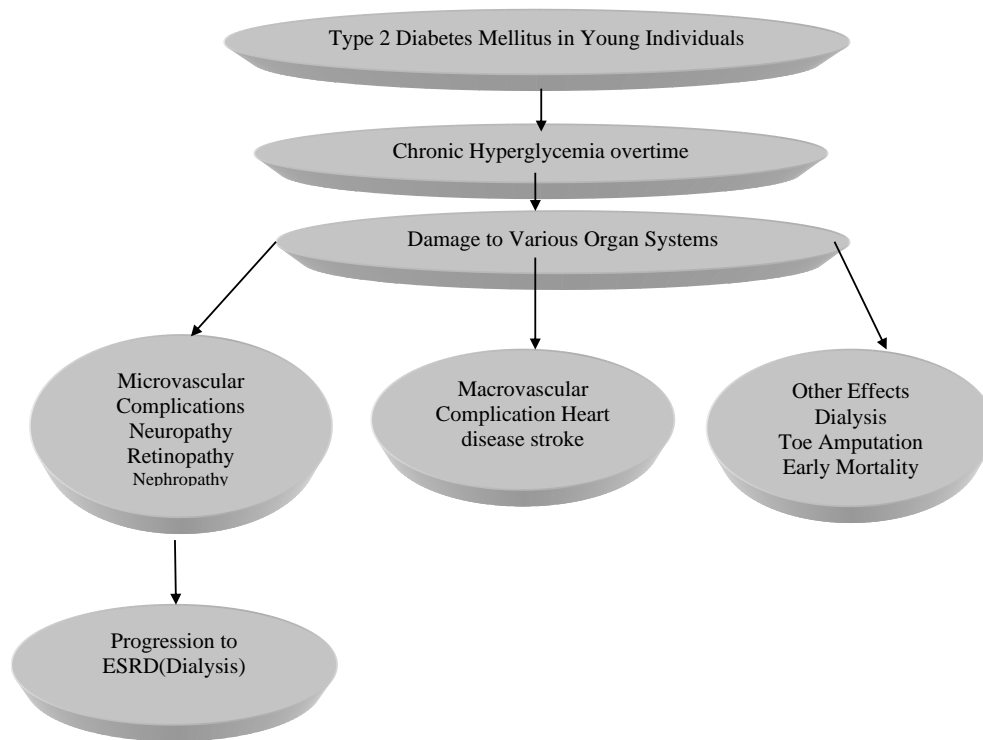 Type 2 Diabetes Mellitus in Young Individuals
Chronic Hyperglycemia overtime
Damage to Various Organ Systems
Microvascular
Complications
Neuropathy
Retinopathy
Nephropathy
Macrovascular
Complication Heart
disease stroke
Other Effects
Dialysis
Toe Amputation
Early Mortality
Progression to
ESRD(Dialysis)